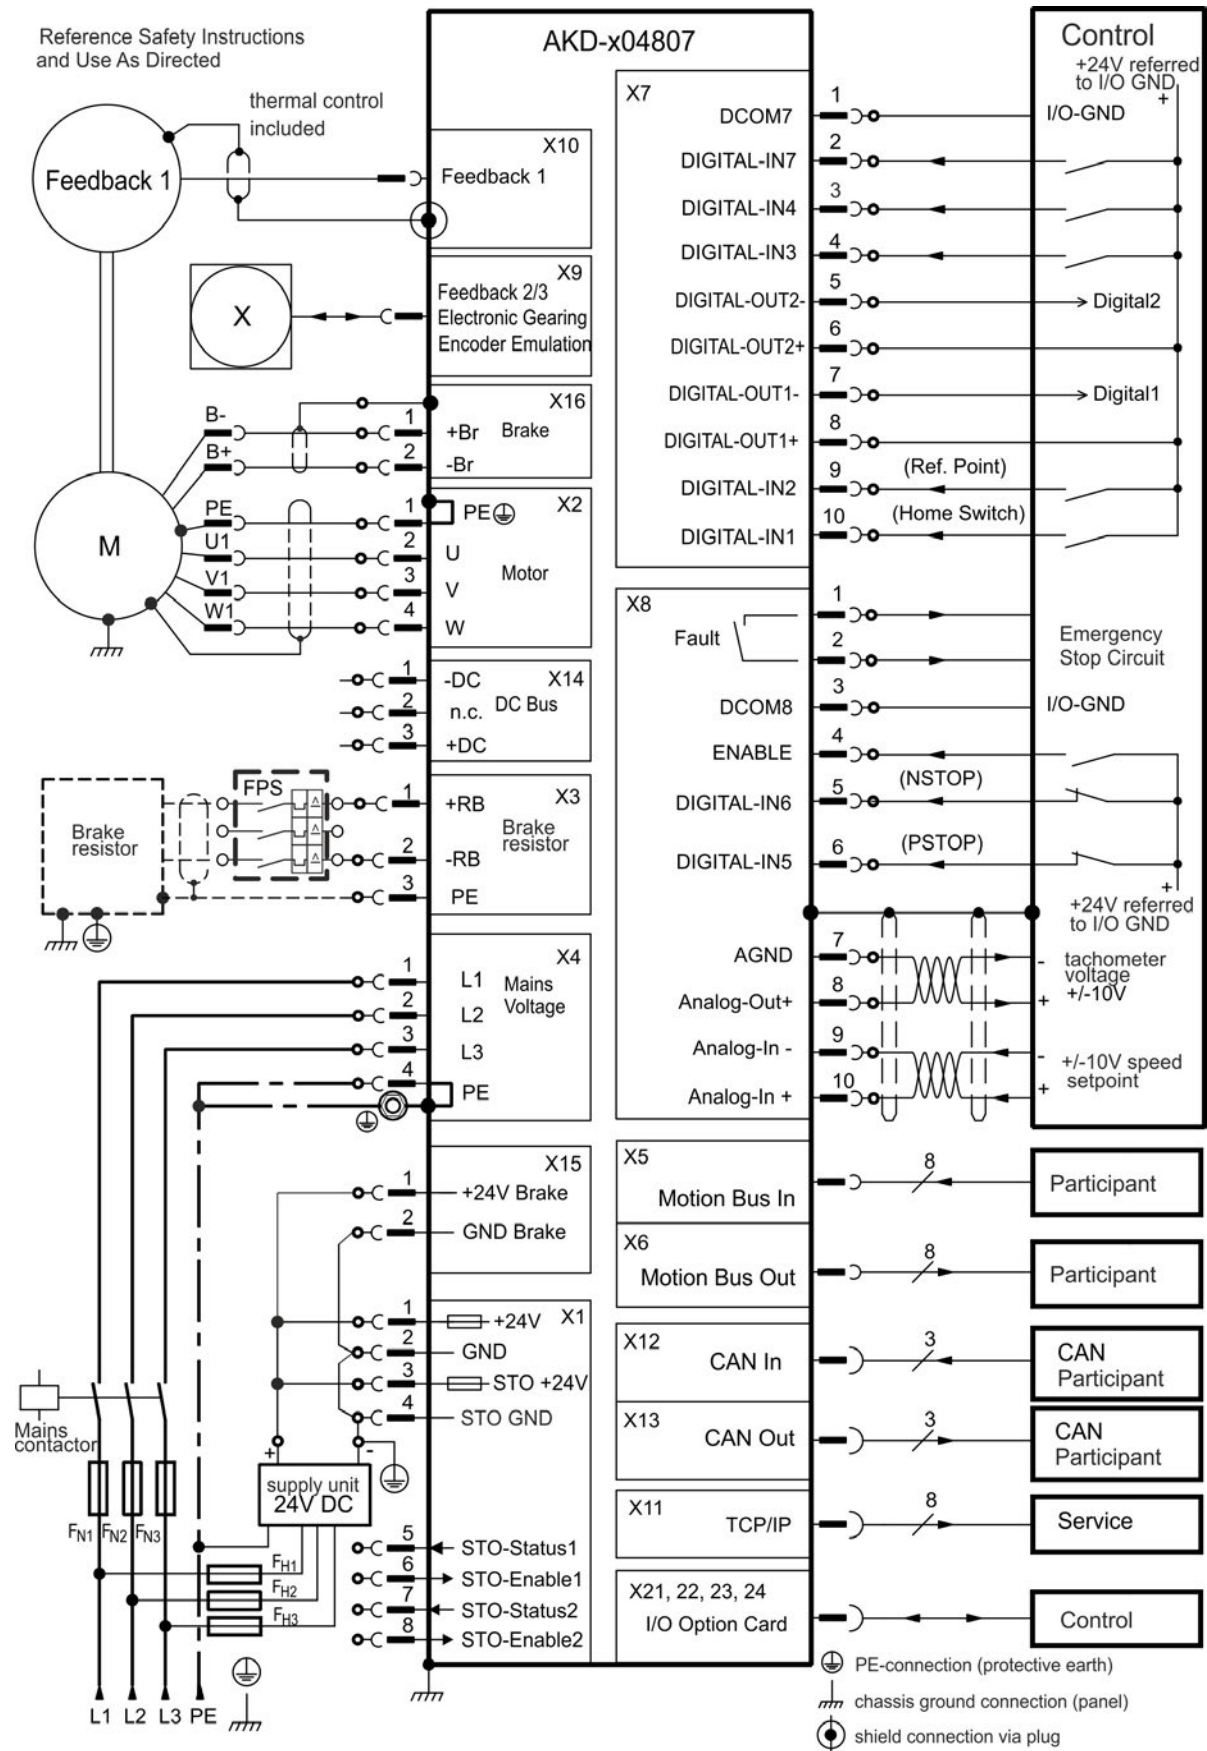 Reference Safety Instructions
and Use As Directed
AKD-x04807
Control
+24V referred
to I/O GND
+
thermal control
included
Feedback 1
X10
Feedback 1
X
X9
Feedback 2/3
Electronic Gearing
Encoder Emulation
B-
B+
1
2
X16
+Br
Brake
-Br
M
PE
U1
V1
W1
1
2
3
4
X2
PE
U
V
W
Motor
1
2
3
X14
-DC
DC Bus
n.c.
+DC
Brake
resistor
FPS
1
2
3
X3
+RB
Brake
resistor
-RB
PE
1
2
3
4
X4
L1
Mains
Voltage
L2
L3
PE
1
2
X15
+24V Brake
GND Brake
1
2
3
4
X1
+24V
GND
STO +24V
STO GND
Mains
contactor
+
-
supply unit
24V DC
FN1
FN2
FN3
FH1
FH2
FH3
5
6
7
8
STO-Status1
STO-Enable1
STO-Status2
STO-Enable2
L1
L2
L3
PE
X7
DCOM7
1
I/O-GND
DIGITAL-IN7
2
DIGITAL-IN4
3
DIGITAL-IN3
4
DIGITAL-OUT2-
5
Digital2
DIGITAL-OUT2+
6
DIGITAL-OUT1-
7
Digital1
DIGITAL-OUT1+
8
DIGITAL-IN2
9
(Ref. Point)
DIGITAL-IN1
10
(Home Switch)
X8
Fault
1
2
Emergency
Stop Circuit
DCOM8
3
I/O-GND
ENABLE
4
DIGITAL-IN6
5
(NSTOP)
DIGITAL-IN5
6
(PSTOP)
+
+24V referred
to I/O GND
AGND
7
-
tachometer
voltage
+/-10V
Analog-Out+
8
+
Analog-In -
9
-
+/-10V speed
setpoint
Analog-In +
10
+
X5
Motion Bus In
8
Participant
X6
Motion Bus Out
8
Participant
X12
CAN In
3
CAN
Participant
X13
CAN Out
3
CAN
Participant
X11
TCP/IP
8
Service
X21, 22, 23, 24
I/O Option Card
Control
PE-connection (protective earth)
chassis ground connection (panel)
shield connection via plug